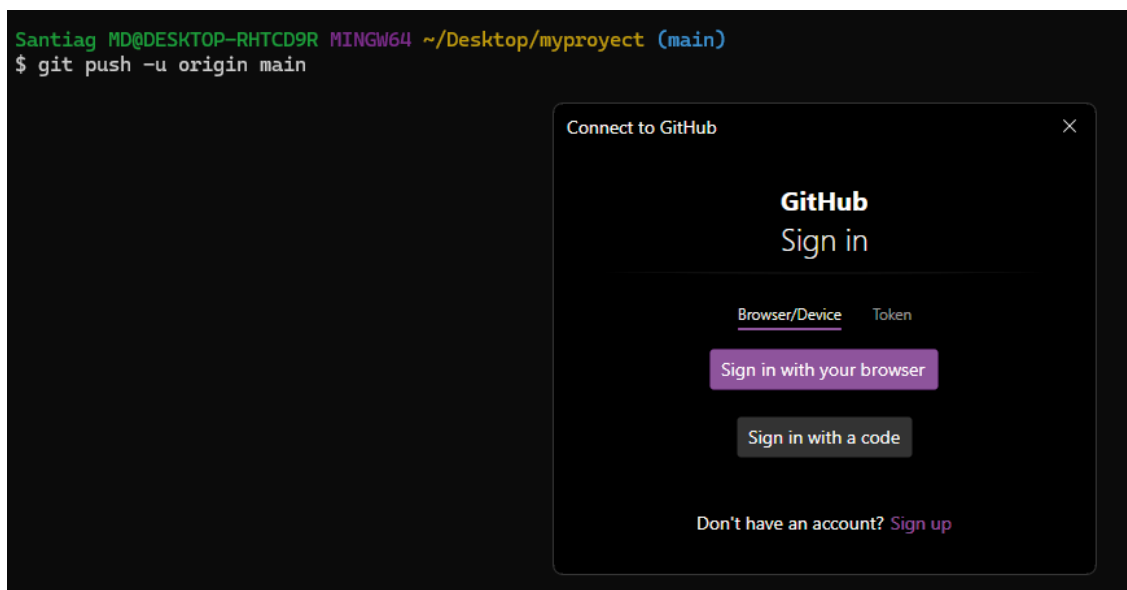 Santiag MD@DESKTOP-RHTCD9R MINGW64 ~/Desktop/myproyect (main)
$ git push -u origin main
Connect to GitHub
GitHub
Sign in
Browser/Device Token
Sign in with your browser
Sign in with a code
Don't have an account? Sign up